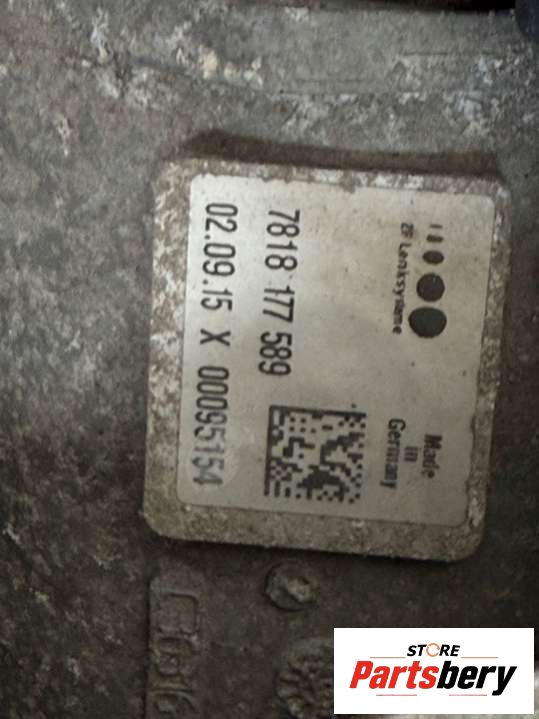 ZF Lenksysteme
7818 177 589
02.09.15 X 00095154
Made
in
Germany
STORE
Partsbery